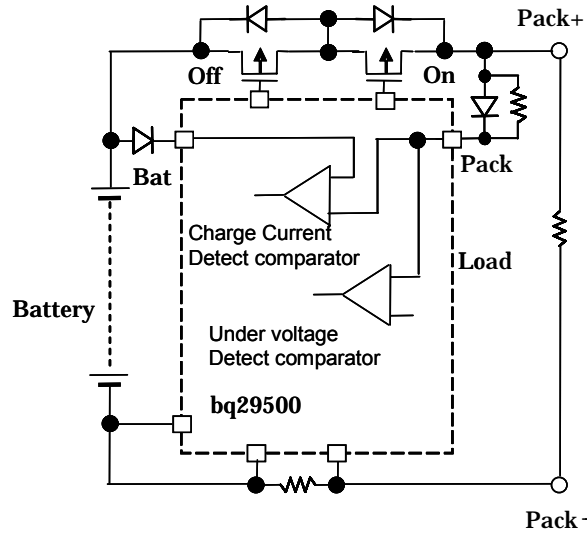 Pack+
Off
On
Bat
Pack
Charge Current
Detect comparator
Load
Battery
Under voltage
Detect comparator
bq29500
Pack-